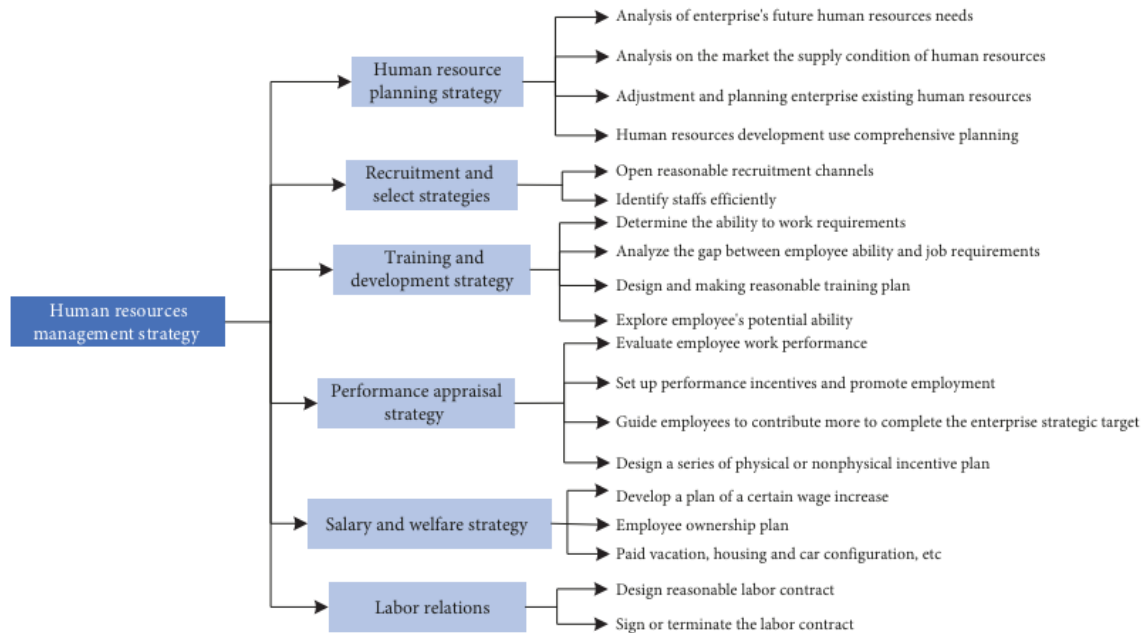 Human resources
management strategy
Human resource
planning strategy
Analysis of enterprise's future human resources needs
Analysis on the market the supply condition of human resources
Adjustment and planning enterprise existing human resources
Human resources development use comprehensive planning
Recruitment and
select strategies
Open reasonable recruitment channels
Identify staffs efficiently
Training and
development strategy
Determine the ability to work requirements
Analyze the gap between employee ability and job requirements
Design and making reasonable training plan
Explore employee's potential ability
Performance appraisal
strategy
Evaluate employee work performance
Set up performance incentives and promote employment
Guide employees to contribute more to complete the enterprise strategic target
Design a series of physical or nonphysical incentive plan
Salary and welfare strategy
Develop a plan of a certain wage increase
Employee ownership plan
Paid vacation, housing and car configuration, etc
Labor relations
Design reasonable labor contract
Sign or terminate the labor contract